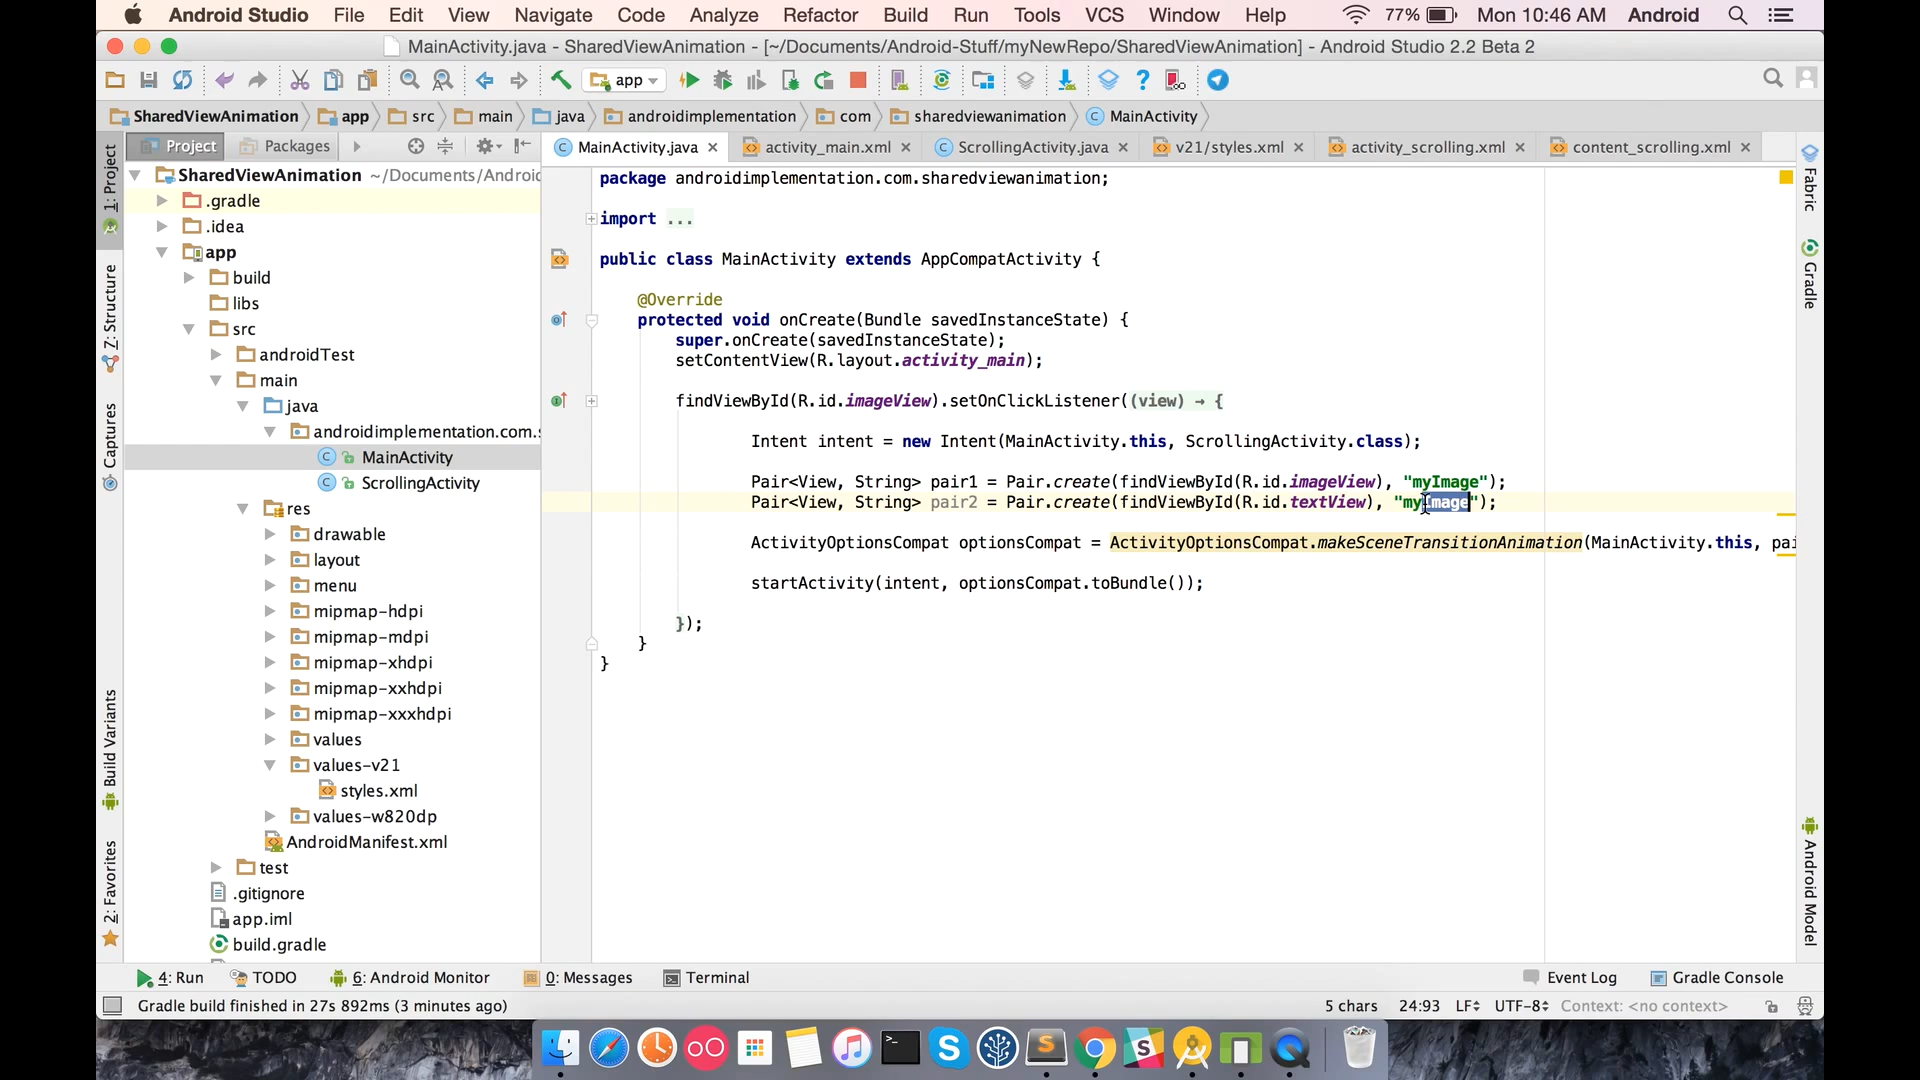 Android Studio File Edit View Navigate Code Analyze Refactor Build Run Tools VCS Window Help 77% Mon 10:46 AM Android
MainActivity.java - SharedViewAnimation - [~/Documents/Android-Stuff/myNewRepo/SharedViewAnimation] - Android Studio 2.2 Beta 2
app
SharedViewAnimation app src main java androidimplementation com sharedviewanimation MainActivity
Project Packages
MainActivity.java activity_main.xml ScrollingActivity.java v21/styles.xml activity_scrolling.xml content_scrolling.xml
1: Project
Z: Structure
Captures
Build Variants
2: Favorites
SharedViewAnimation ~/Documents/Androi
.gradle
.idea
app
build
libs
src
androidTest
main
java
androidimplementation.com.
MainActivity
ScrollingActivity
res
drawable
layout
menu
mipmap-hdpi
mipmap-mdpi
mipmap-xhdpi
mipmap-xxhdpi
mipmap-xxxhdpi
values
values-v21
styles.xml
values-w820dp
AndroidManifest.xml
test
.gitignore
app.iml
build.gradle
package androidimplementation.com.sharedviewanimation;
import ...
public class MainActivity extends AppCompatActivity {
@Override
protected void onCreate(Bundle savedInstanceState) {
super.onCreate(savedInstanceState);
setContentView(R.layout.activity_main);
findViewById(R.id.imageView).setOnClickListener((view) → {
Intent intent = new Intent(MainActivity.this, ScrollingActivity.class);
Pair<View, String> pair1 = Pair.create(findViewById(R.id.imageView), "myImage");
Pair<View, String> pair2 = Pair.create(findViewById(R.id.textView), "myImage");
ActivityOptionsCompat optionsCompat = ActivityOptionsCompat.makeSceneTransitionAnimation(MainActivity.this, pai
startActivity(intent, optionsCompat.toBundle());
});
}
}
Fabric
Gradle
Android Model
4: Run TODO 6: Android Monitor 0: Messages Terminal Event Log Gradle Console
Gradle build finished in 27s 892ms (3 minutes ago) 5 chars 24:93 LF UTF-8 Context: <no context>